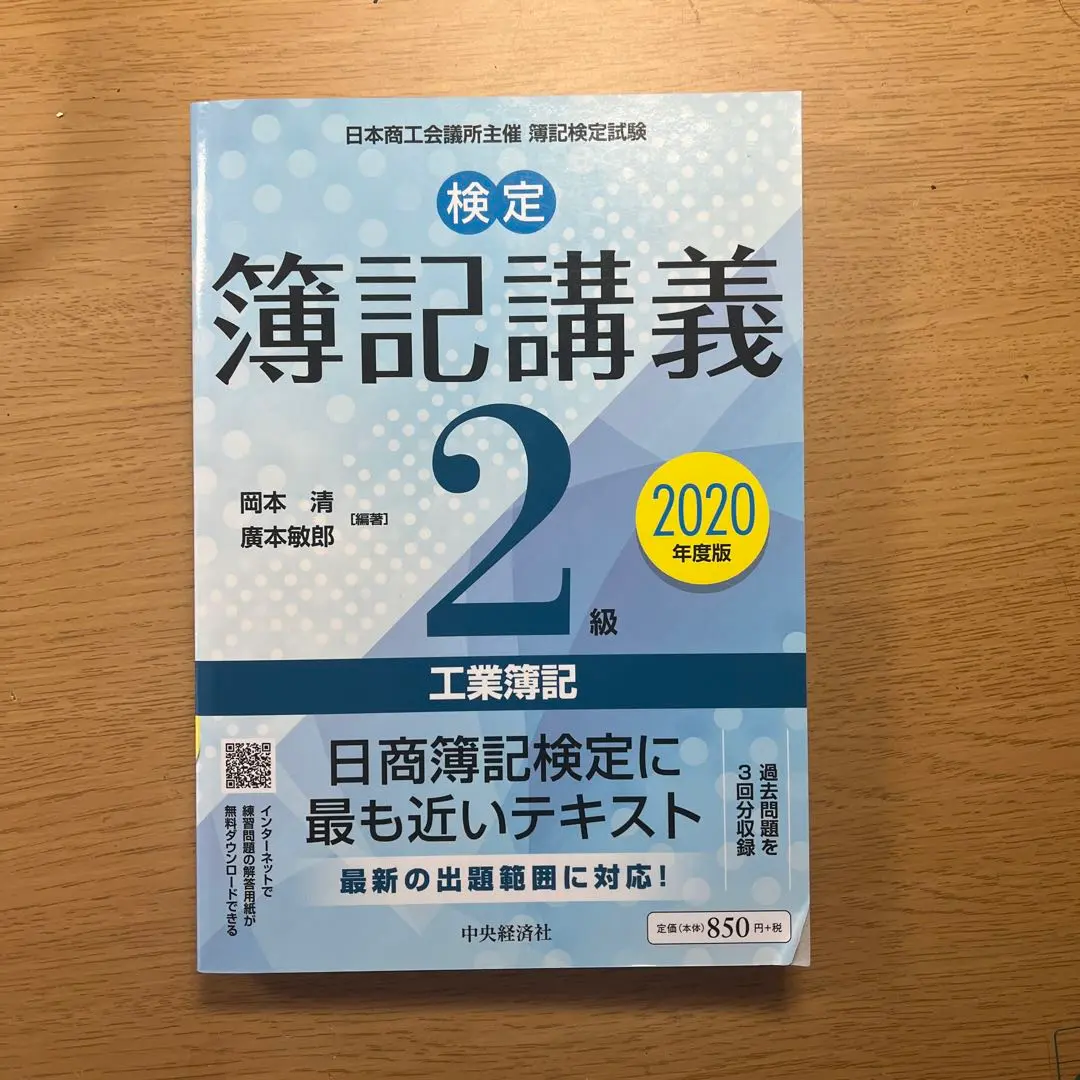 日本商工会議所主催 簿記検定試験
検定
簿記講義
2級
岡本 清
廣本敏郎
[編著]
2020
年度版
工業簿記
日商簿記検定に
最も近いテキスト
最新の出題範囲に対応!
過去問題を
3回分収録
インターネットで
練習問題の解答用紙が
無料ダウンロードできる
中央経済社
定価(本体)850円+税